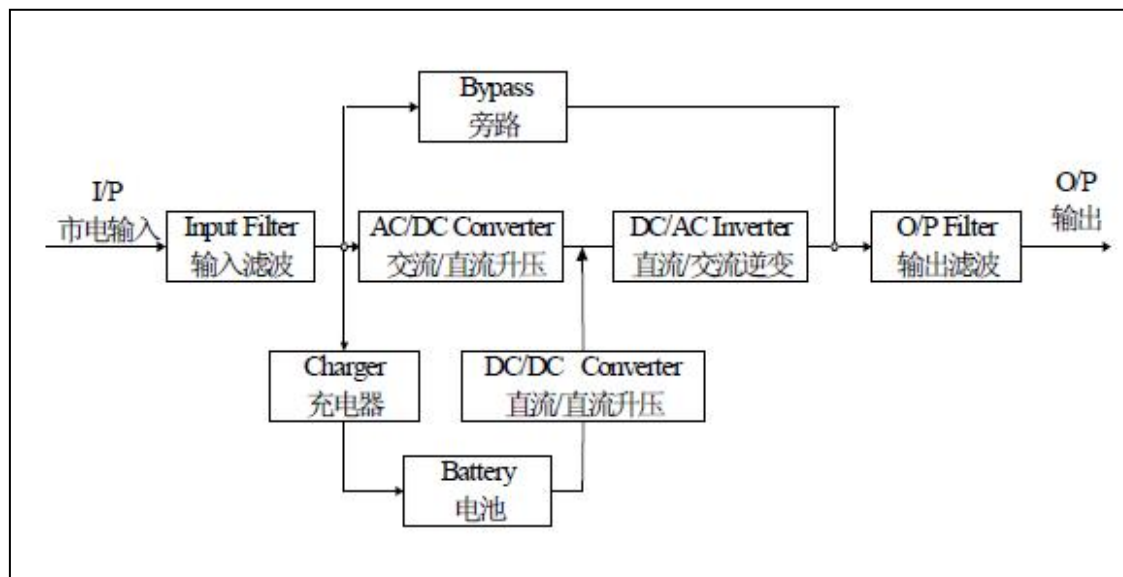 Bypass
旁路
I/P
市电输入
Input Filter
输入滤波
AC/DC Converter
交流/直流升压
DC/AC Inverter
直流/交流逆变
O/P Filter
输出滤波
O/P
输出
Charger
充电器
DC/DC Converter
直流/直流升压
Battery
电池